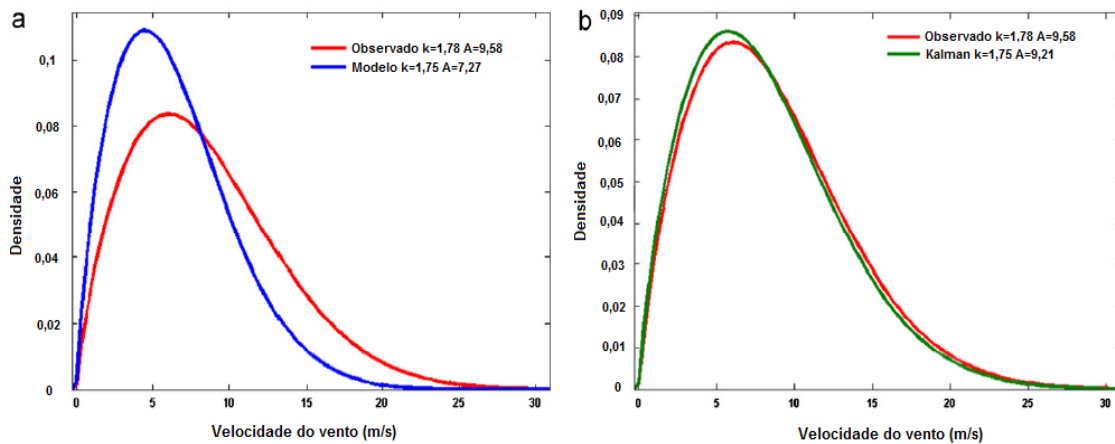 a
Observado k=1,78 A=9,58
Modelo k=1,75 A=7,27
0,1
0,08
0,06
0,04
0,02
0
Densidade
0 5 10 15 20 25 30
Velocidade do vento (m/s)
b
Observado k=1,78 A=9,58
Kalman k=1,75 A=9,21
0,09
0,08
0,07
0,06
0,05
0,04
0,03
0,02
0,01
0
Densidade
0 5 10 15 20 25 30
Velocidade do vento (m/s)